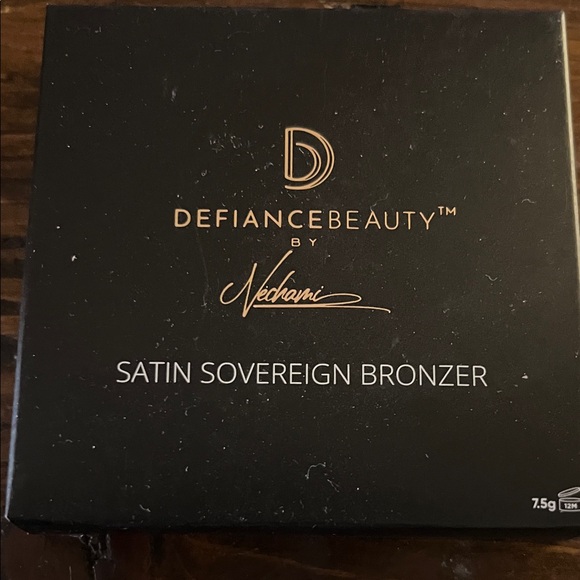 D
DEFIANCEBEAUTY™
BY
Nechami
SATIN SOVEREIGN BRONZER
7.5g 12M